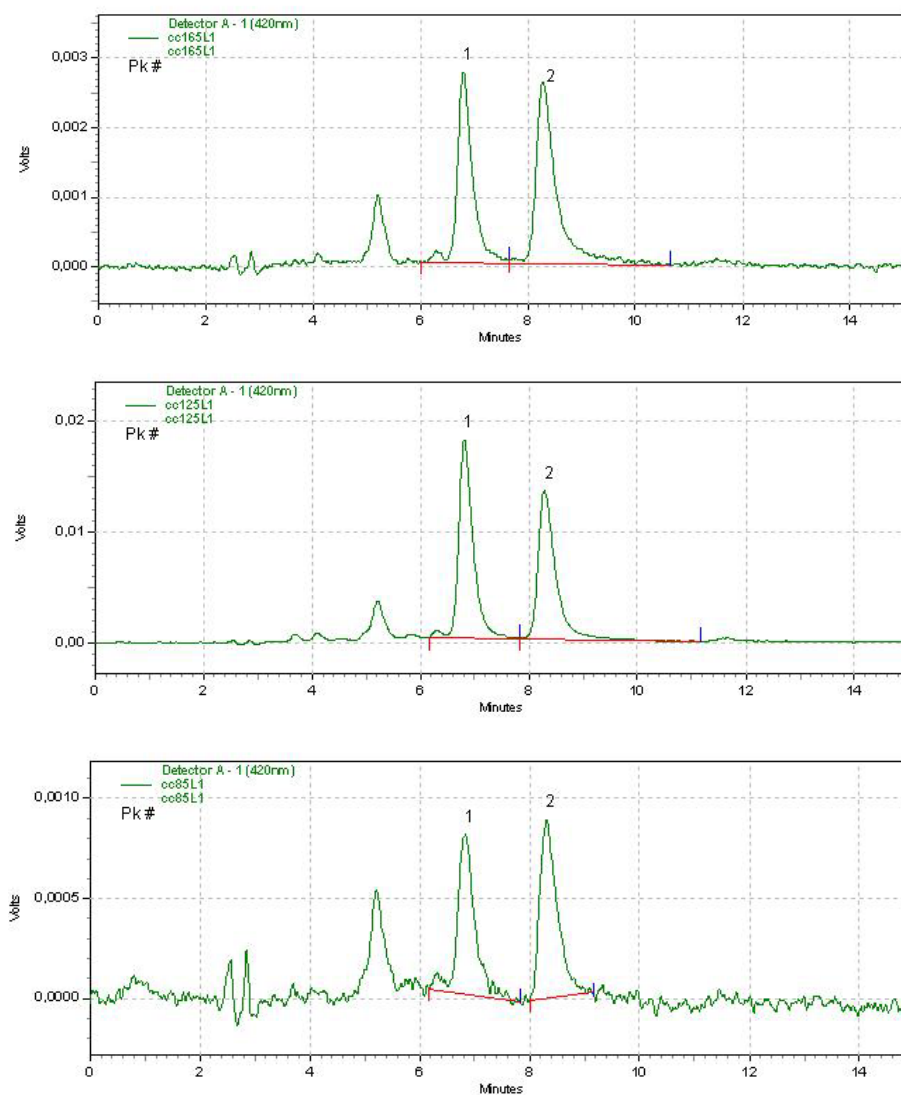 Detector A - 1 (420nm)
cc165L1
cc165L1
Pk #
1
2
0,003
0,002
0,001
0,000
Volts
0 2 4 6 8 10 12 14
Minutes
Detector A - 1 (420nm)
cc125L1
cc125L1
Pk #
1
2
0,02
0,01
0,00
Volts
0 2 4 6 8 10 12 14
Minutes
Detector A - 1 (420nm)
cc85L1
cc85L1
Pk #
1
2
0,0010
0,0005
0,0000
Volts
0 2 4 6 8 10 12 14
Minutes